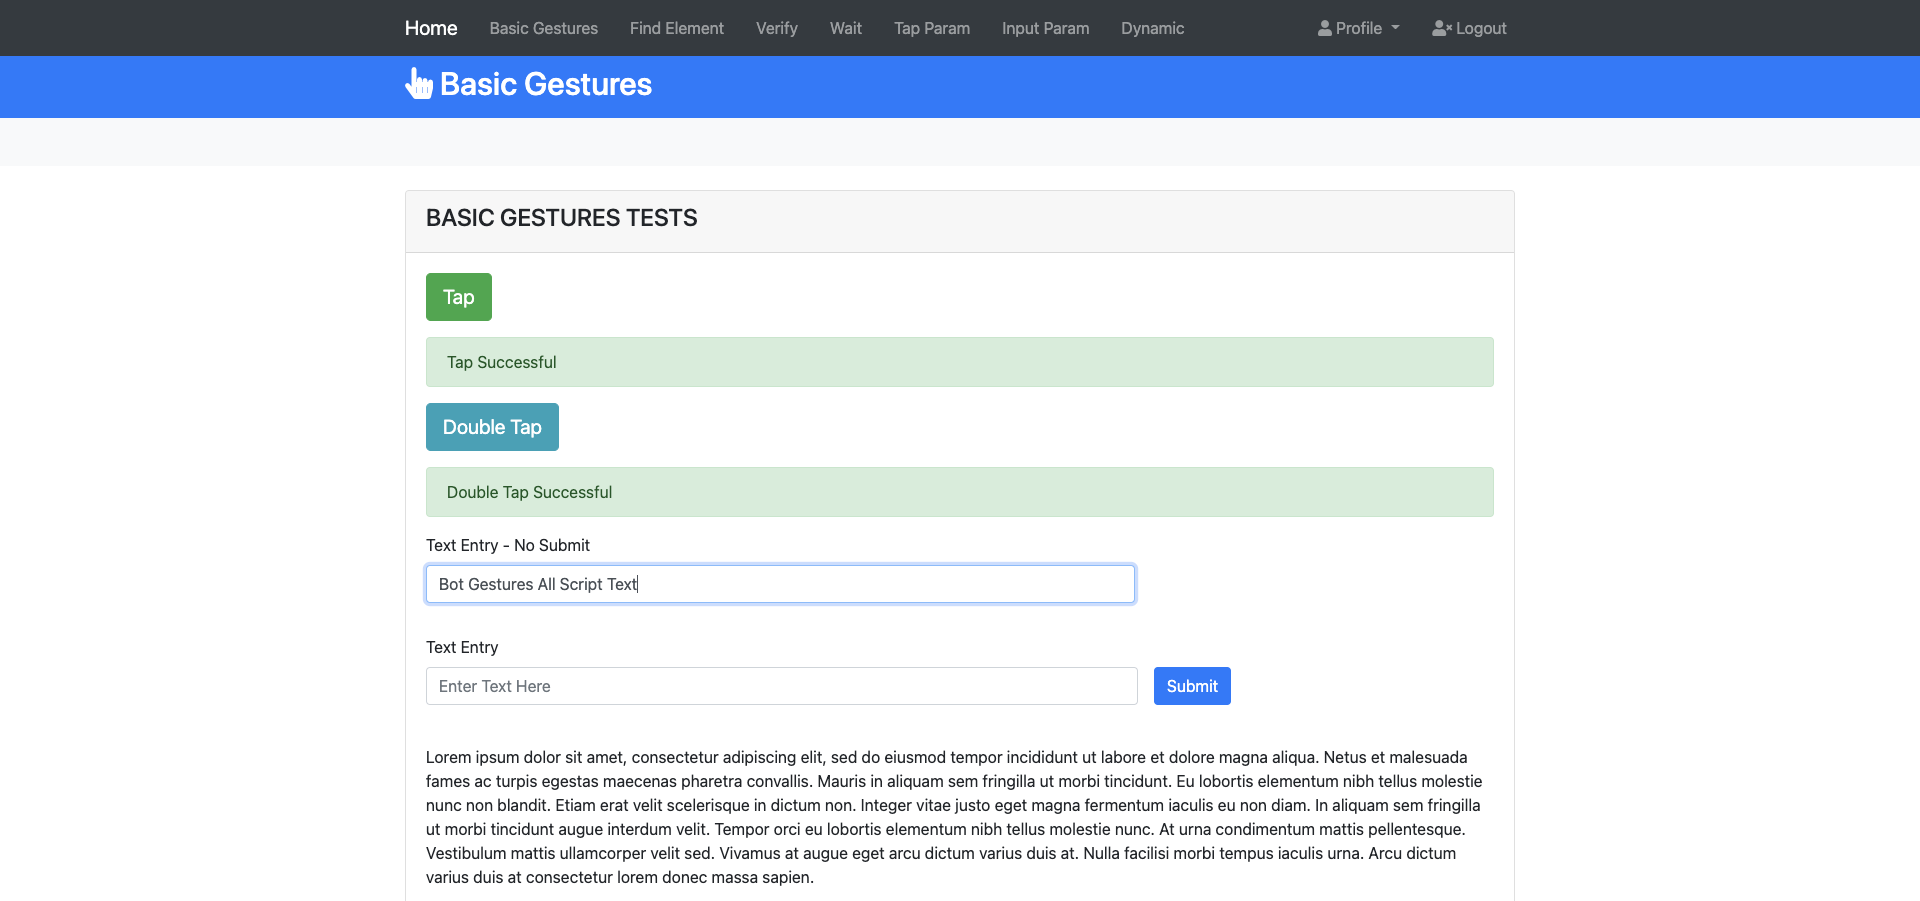 Home Basic Gestures Find Element Verify Wait Tap Param Input Param Dynamic Profile Logout
Basic Gestures
BASIC GESTURES TESTS
Tap
Tap Successful
Double Tap
Double Tap Successful
Text Entry - No Submit
Bot Gestures All Script Text
Text Entry
Enter Text Here Submit
Lorem ipsum dolor sit amet, consectetur adipiscing elit, sed do eiusmod tempor incididunt ut labore et dolore magna aliqua. Netus et malesuada
fames ac turpis egestas maecenas pharetra convallis. Mauris in aliquam sem fringilla ut morbi tincidunt. Eu lobortis elementum nibh tellus molestie
nunc non blandit. Etiam erat velit scelerisque in dictum non. Integer vitae justo eget magna fermentum iaculis eu non diam. In aliquam sem fringilla
ut morbi tincidunt augue interdum velit. Tempor orci eu lobortis elementum nibh tellus molestie nunc. At urna condimentum mattis pellentesque.
Vestibulum mattis ullamcorper velit sed. Vivamus at augue eget arcu dictum varius duis at. Nulla facilisi morbi tempus iaculis urna. Arcu dictum
varius duis at consectetur lorem donec massa sapien.